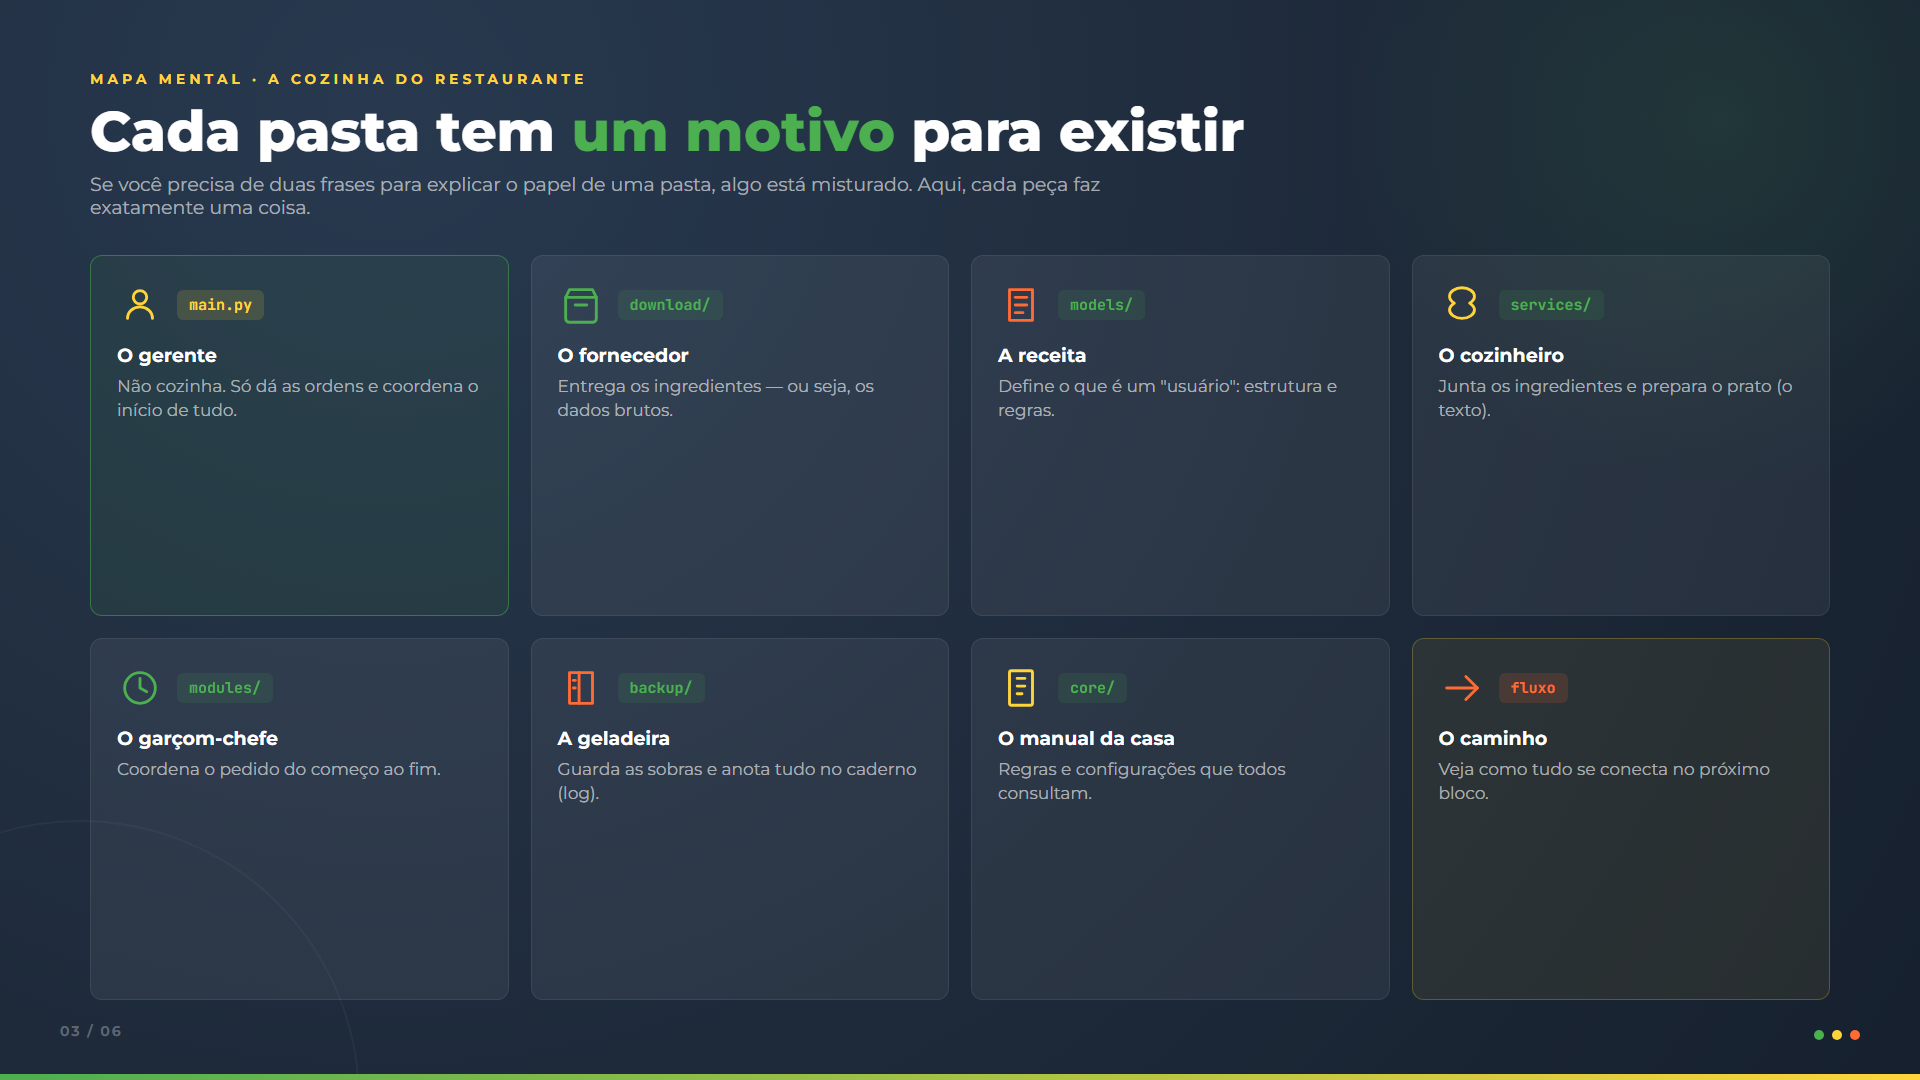 MAPA MENTAL · A COZINHA DO RESTAURANTE
Cada pasta tem um motivo para existir
Se você precisa de duas frases para explicar o papel de uma pasta, algo está misturado. Aqui, cada peça faz
exatamente uma coisa.
main.py
O gerente
Não cozinha. Só dá as ordens e coordena o
início de tudo.
download/
O fornecedor
Entrega os ingredientes — ou seja, os
dados brutos.
models/
A receita
Define o que é um "usuário": estrutura e
regras.
services/
O cozinheiro
Junta os ingredientes e prepara o prato (o
texto).
modules/
O garçom-chefe
Coordena o pedido do começo ao fim.
backup/
A geladeira
Guarda as sobras e anota tudo no caderno
(log).
core/
O manual da casa
Regras e configurações que todos
consultam.
fluxo
O caminho
Veja como tudo se conecta no próximo
bloco.
03 / 06